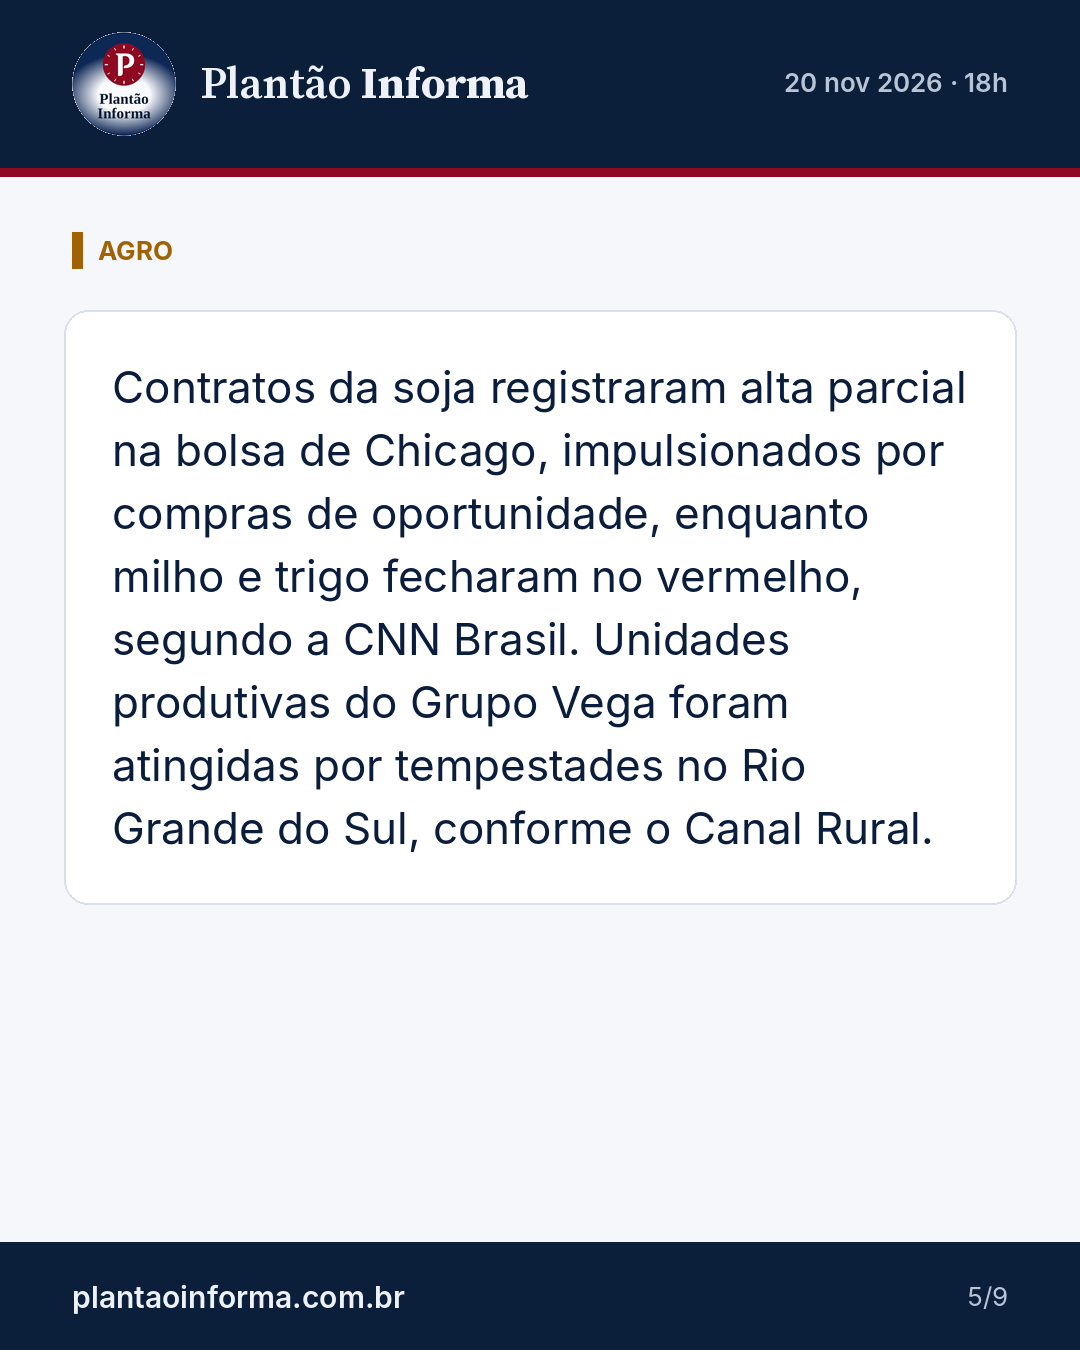 P
Plantão
Informa
Plantão Informa
20 nov 2026 · 18h
AGRO
Contratos da soja registraram alta parcial
na bolsa de Chicago, impulsionados por
compras de oportunidade, enquanto
milho e trigo fecharam no vermelho,
segundo a CNN Brasil. Unidades
produtivas do Grupo Vega foram
atingidas por tempestades no Rio
Grande do Sul, conforme o Canal Rural.
plantaoinforma.com.br
5/9